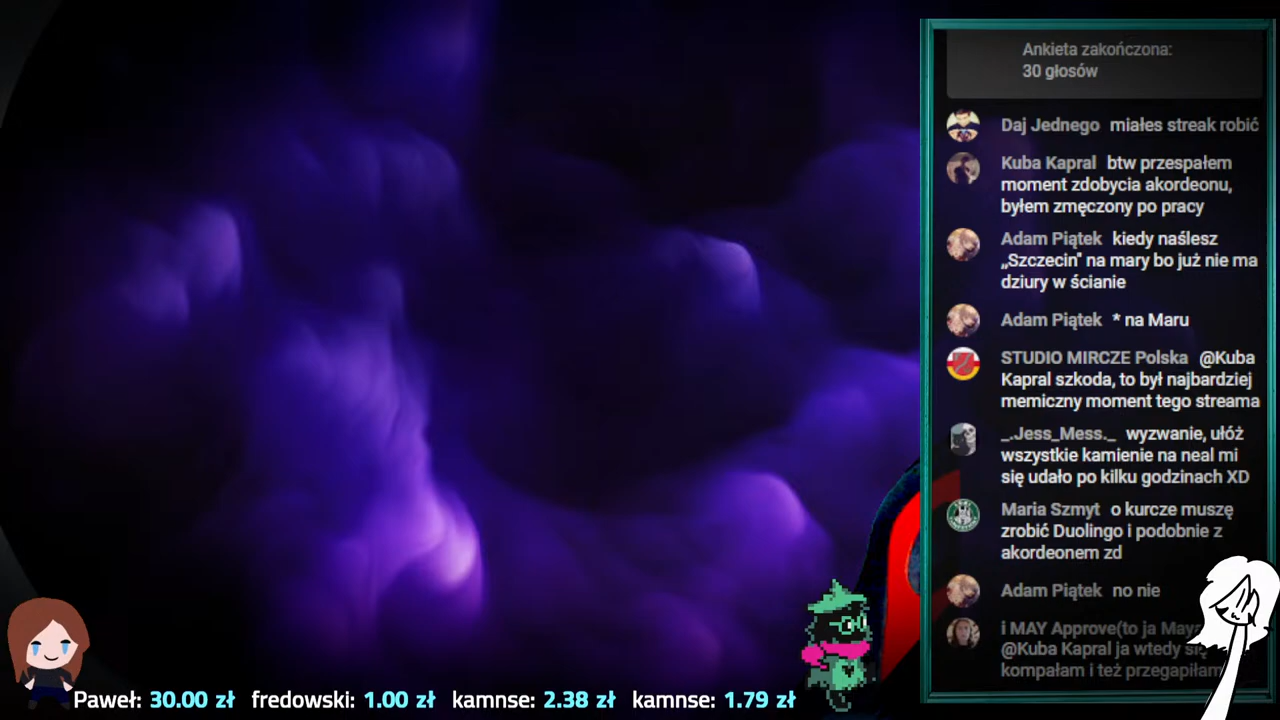 Ankieta zakończona:
30 głosów
Daj Jednego miałes streak robić
Kuba Kapral btw przespałem
moment zdobycia akordeonu,
byłem zmęczony po pracy
Adam Piątek kiedy naślesz
„Szczecin" na mary bo już nie ma
dziury w ścianie
Adam Piątek * na Maru
STUDIO MIRCZE Polska @Kuba
Kapral szkoda, to był najbardziej
memiczny moment tego streama
_.Jess_Mess._ wyzwanie, ułóż
wszystkie kamienie na neal mi
się udało po kilku godzinach XD
Maria Szmyt o kurcze muszę
zrobić Duolingo i podobnie z
akordeonem zd
Adam Piątek no nie
i MAY Approve(to ja
@Kuba Kapral ja wtedy się
kompałam i też przegapiłam
Paweł: 30.00 zł fredowski: 1.00 zł kamnse: 2.38 zł kamnse: 1.79 zł